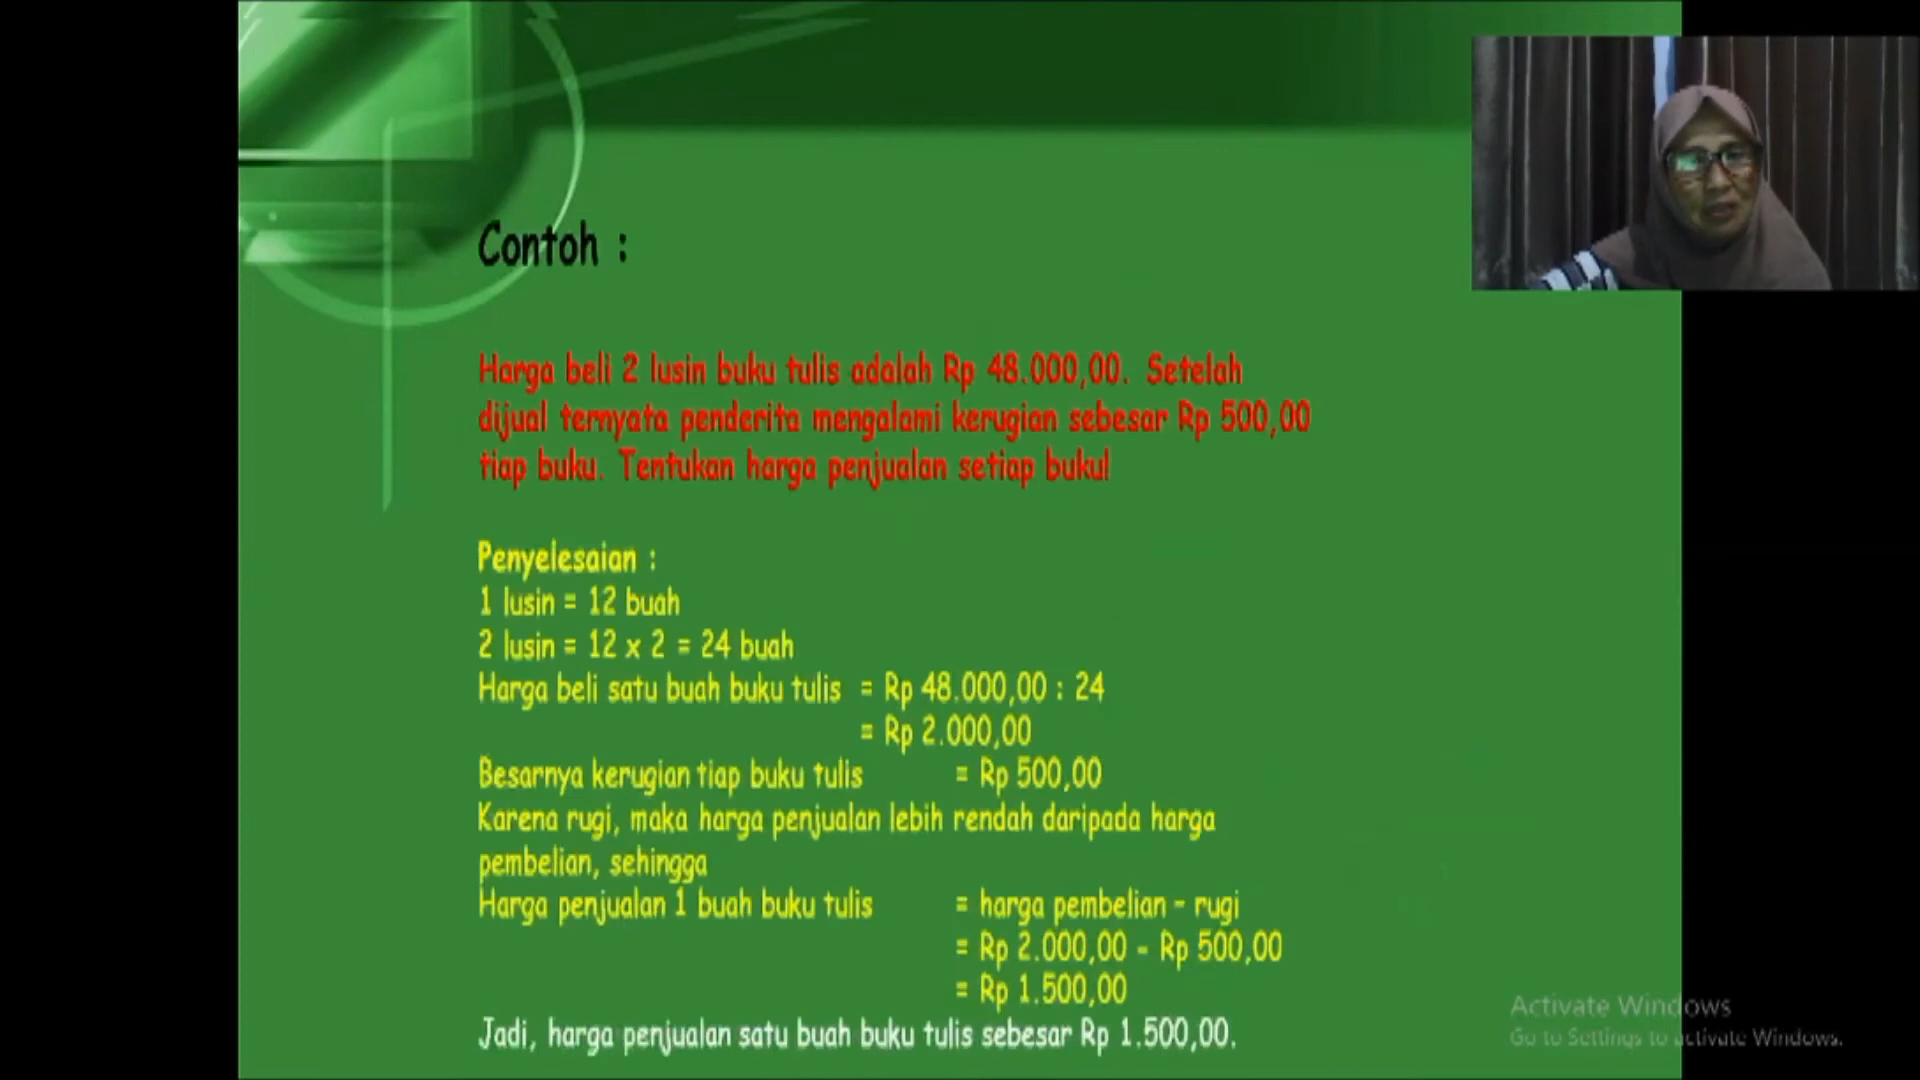 Contoh :
Harga beli 2 lusin buku tulis adalah Rp 48.000,00. Setelah
dijual ternyata penderita mengalami kerugian sebesar Rp 500,00
tiap buku. Tentukan harga penjualan setiap buku!
Penyelesaian :
1 lusin = 12 buah
2 lusin = 12 x 2 = 24 buah
Harga beli satu buah buku tulis = Rp 48.000,00 : 24
= Rp 2.000,00
Besarnya kerugian tiap buku tulis = Rp 500,00
Karena rugi, maka harga penjualan lebih rendah daripada harga
pembelian, sehingga
Harga penjualan 1 buah buku tulis = harga pembelian - rugi
= Rp 2.000,00 - Rp 500,00
= Rp 1.500,00
Jadi, harga penjualan satu buah buku tulis sebesar Rp 1.500,00.
Activate Windows
Go to Settings to activate Windows.